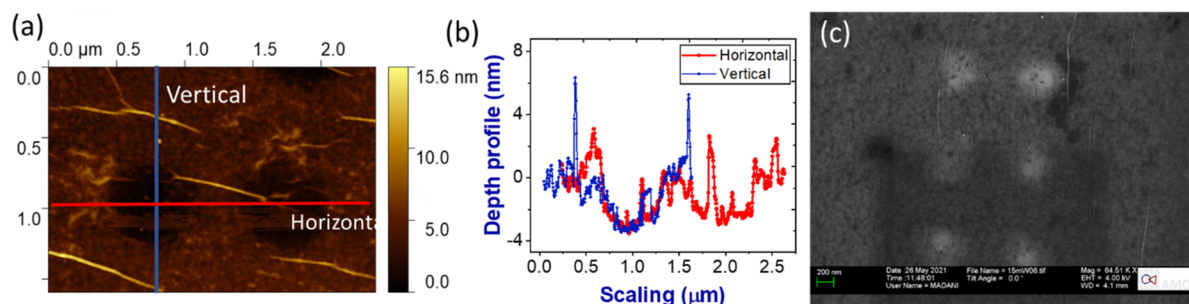 (a)
0.0 µm 0.5 1.0 1.5 2.0
0.0
0.5
1.0
Vertical
Horizonta
15.6 nm
10.0
5.0
0.0
(b)
Depth profile (nm)
8
4
0
-4
Horizontal
Vertical
0.0 0.5 1.0 1.5 2.0 2.5
Scaling (µm)
(c)
200 nm
Date :26 May 2021
Time :11:48:01
User Name = MADANI
File Name = 15mW06.tif
Tilt Angle = 0.0 °
Mag = 64.51 K X
EHT = 4.00 kV
WD = 4.1 mm